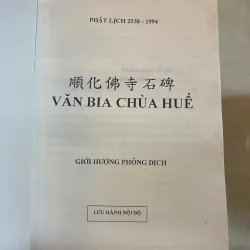 PHẬT LỊCH 2538 - 1994
順化佛寺石碑
VĂN BIA CHÙA HUẾ
GIỚI HƯƠNG PHỎNG DỊCH
LƯU HÀNH NỘI BỘ